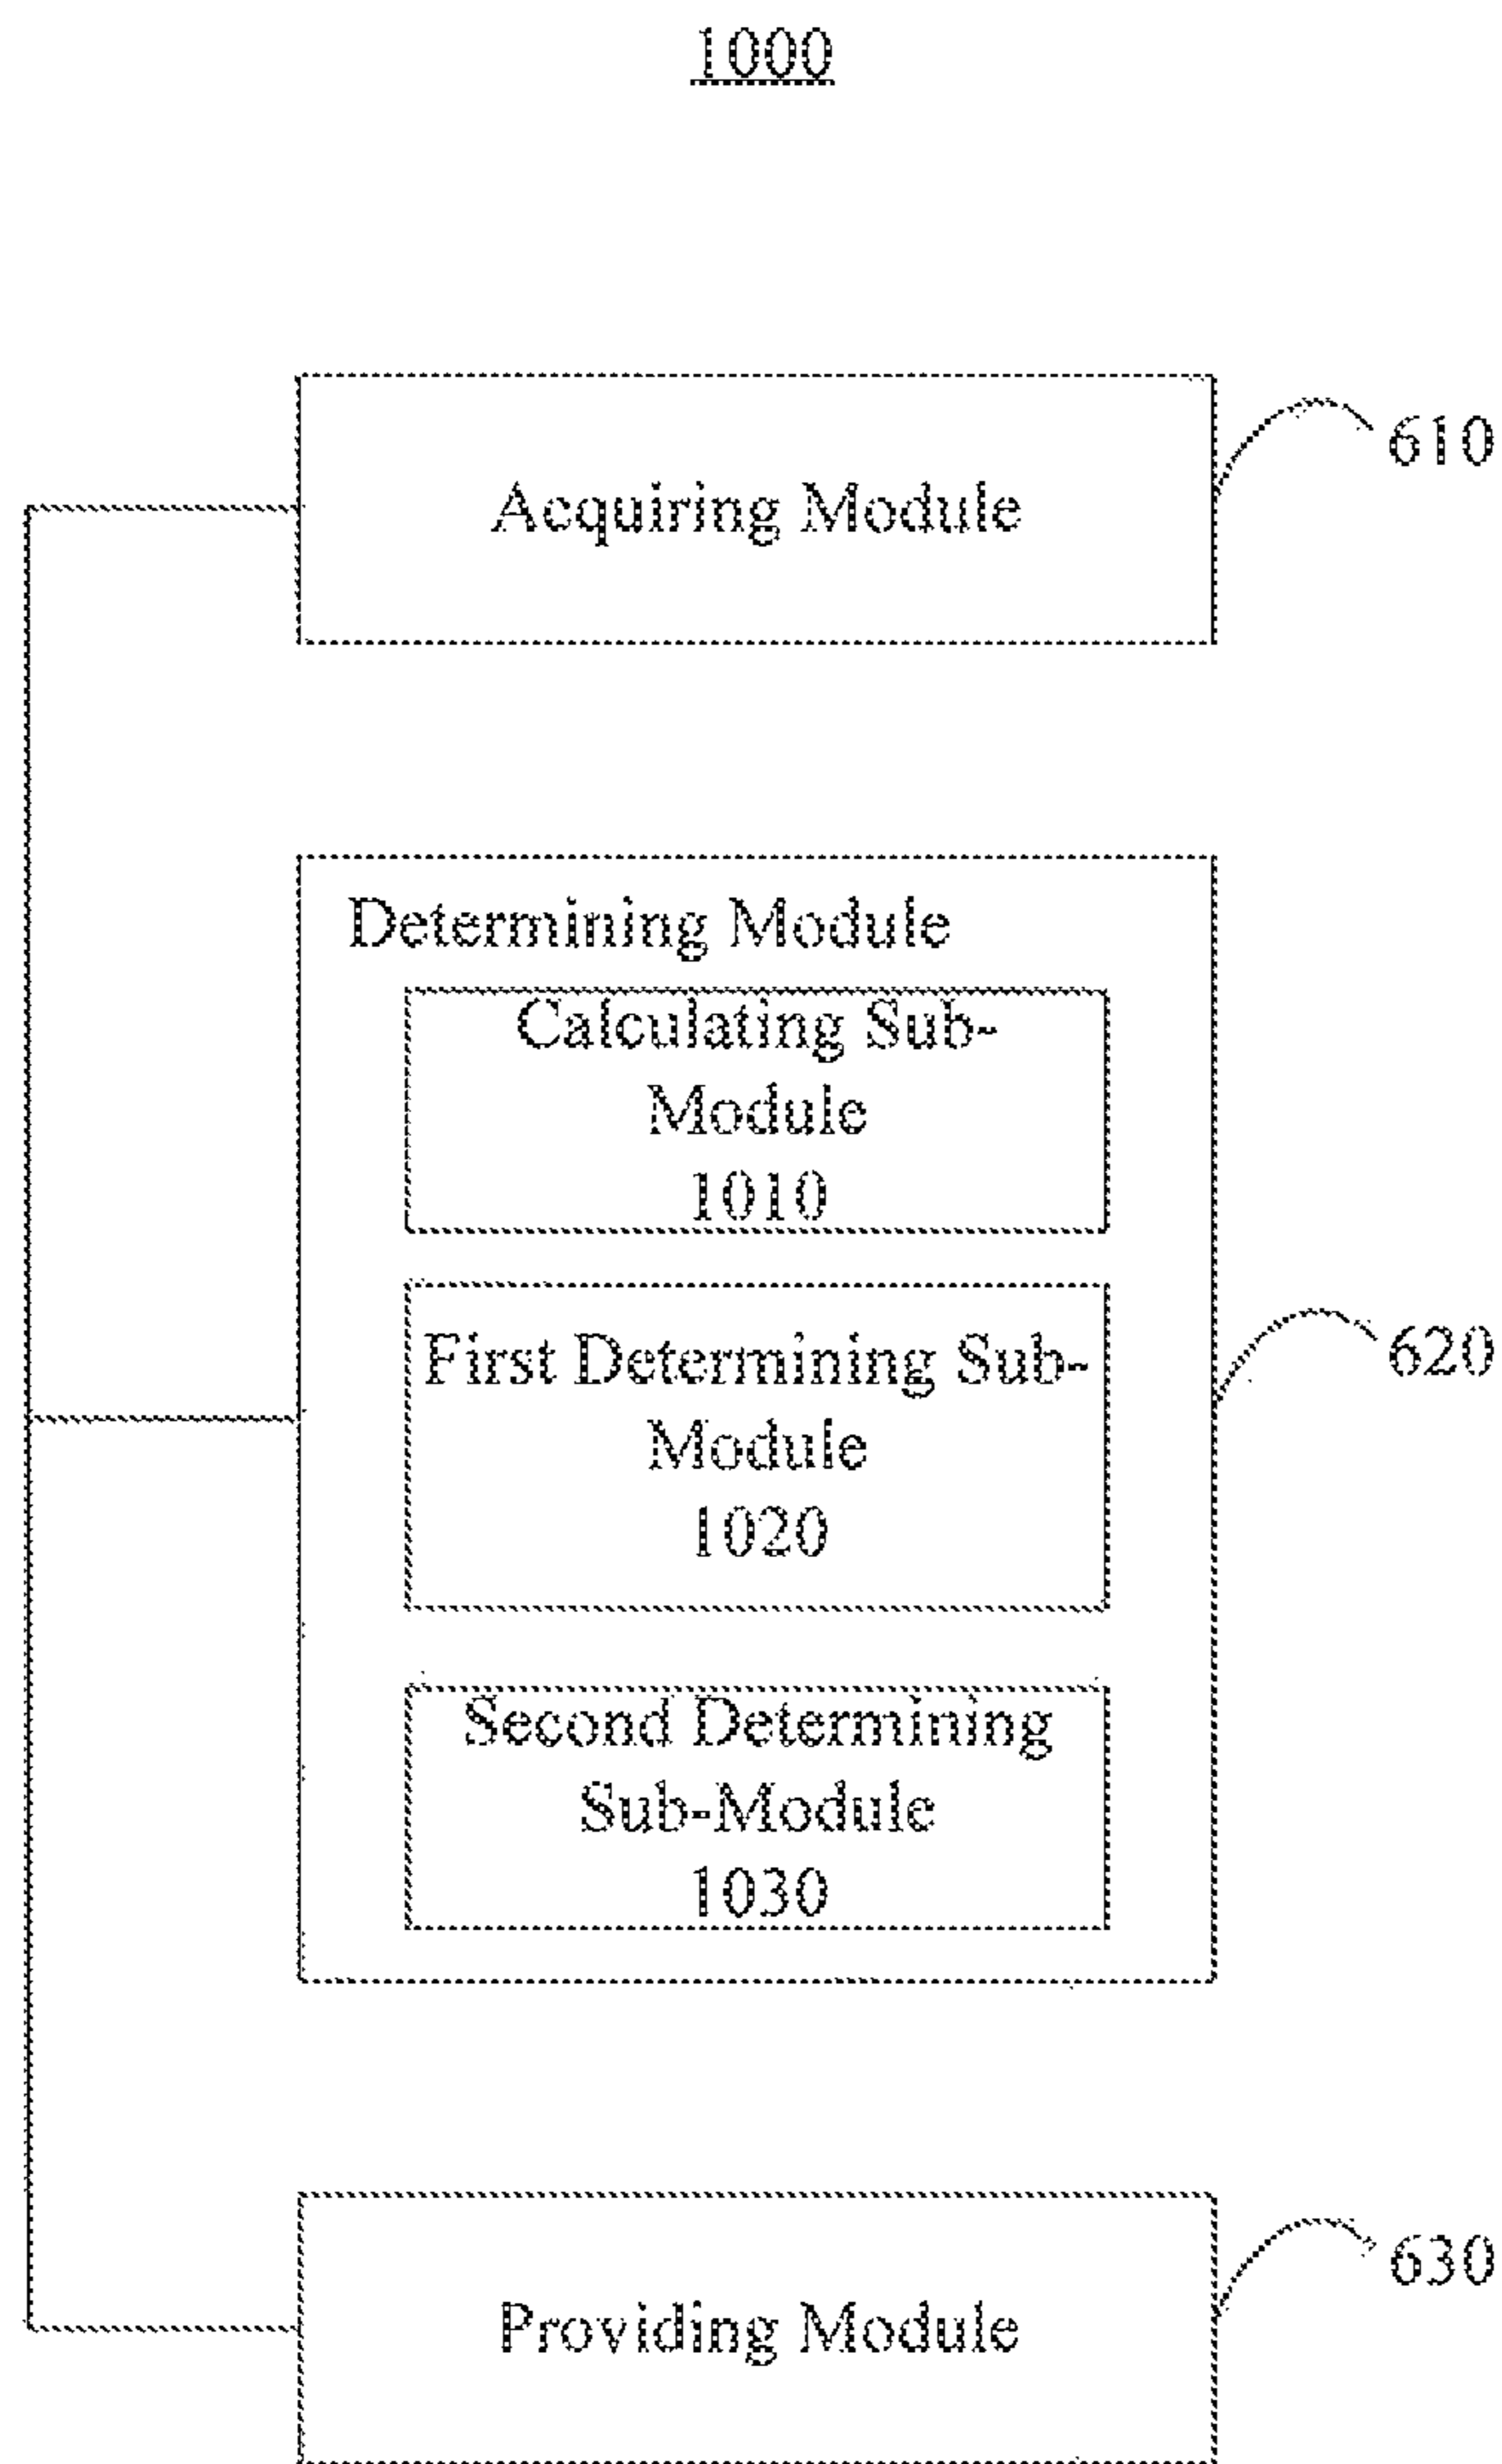 1000
Acquiring Module
610
Determining Module
Calculating Sub-
Module
1010
First Determining Sub-
Module
1020
620
Second Determining
Sub-Module
1030
Providing Module
630